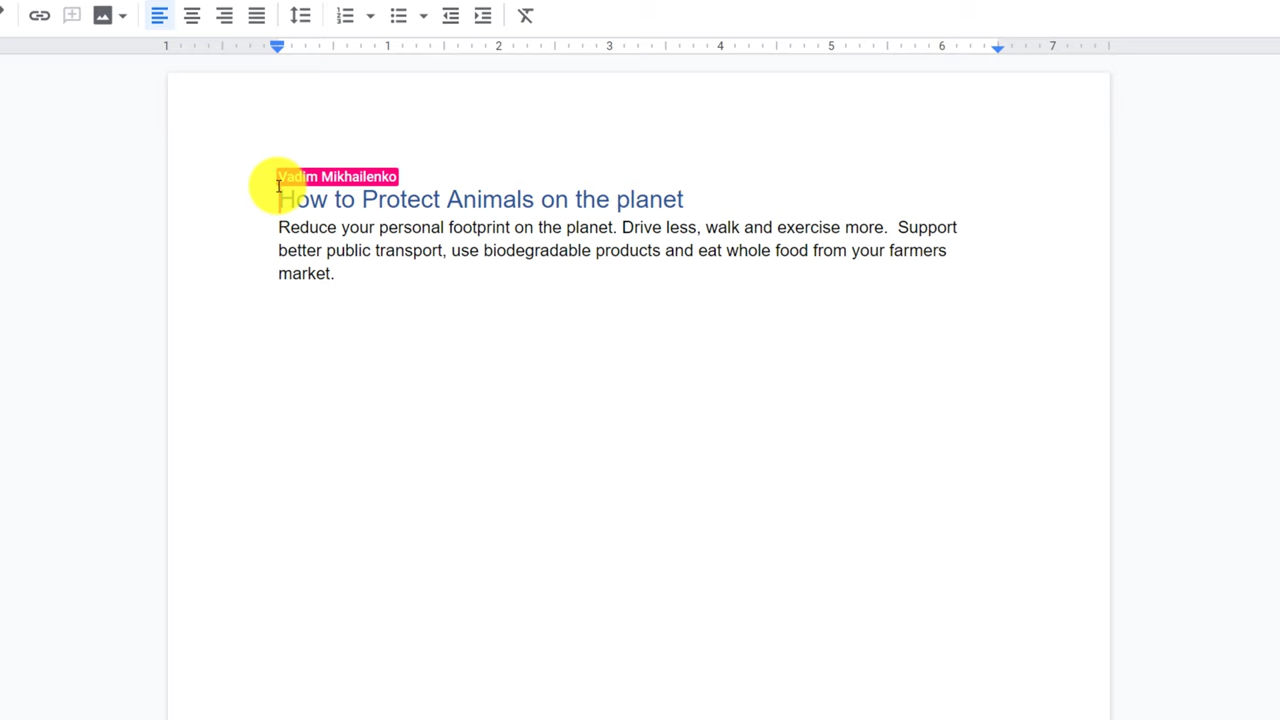 1 1 2 3 4 5 6 7
Vadim Mikhailenko
How to Protect Animals on the planet
Reduce your personal footprint on the planet. Drive less, walk and exercise more.  Support
better public transport, use biodegradable products and eat whole food from your farmers
market.